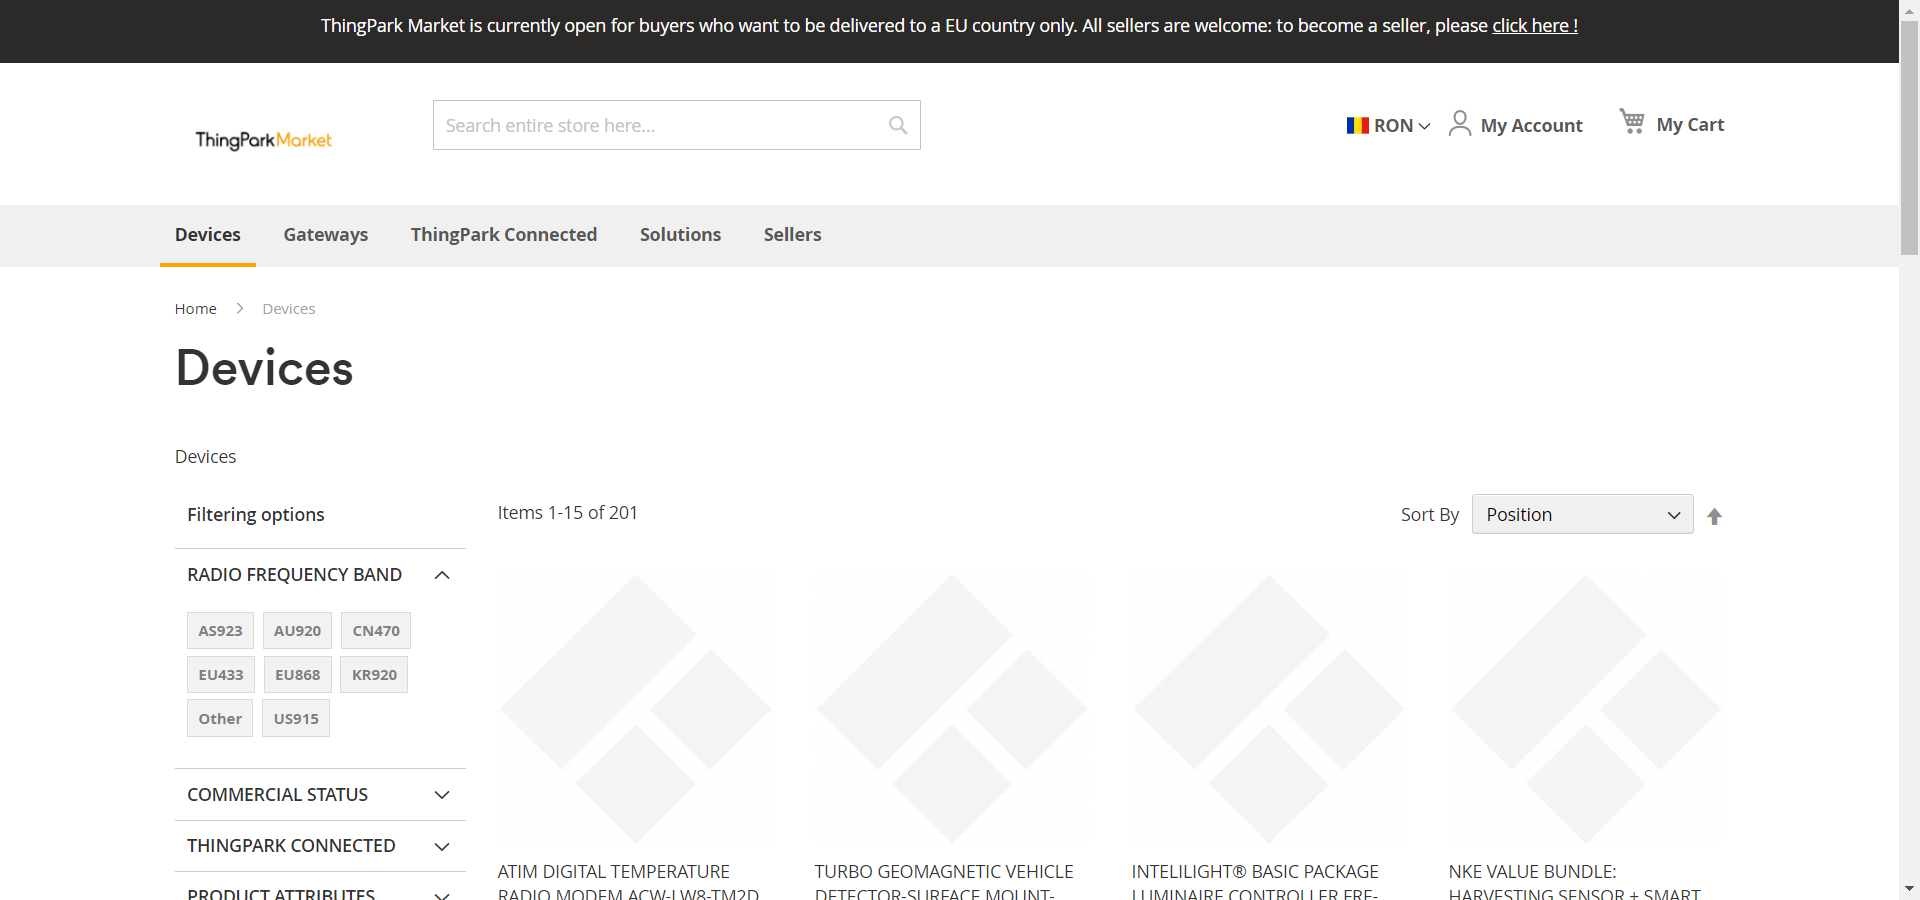 ThingPark Market is currently open for buyers who want to be delivered to a EU country only. All sellers are welcome: to become a seller, please click here !
ThingParkMarket
Search entire store here...
RON
My Account
My Cart
Devices
Gateways
ThingPark Connected
Solutions
Sellers
Home
Devices
Devices
Devices
Filtering options
Items 1-15 of 201
Sort By
Position
RADIO FREQUENCY BAND
AS923
AU920
CN470
EU433
EU868
KR920
Other
US915
COMMERCIAL STATUS
THINGPARK CONNECTED
PRODUCT ATTRIBUTES
ATIM DIGITAL TEMPERATURE
RADIO MODEM ACW-LW8-TM2D
TURBO GEOMAGNETIC VEHICLE
DETECTOR-SURFACE MOUNT-
INTELILIGHT® BASIC PACKAGE
LUMINAIRE CONTROLLER FRE-
NKE VALUE BUNDLE:
HARVESTING SENSOR + SMART